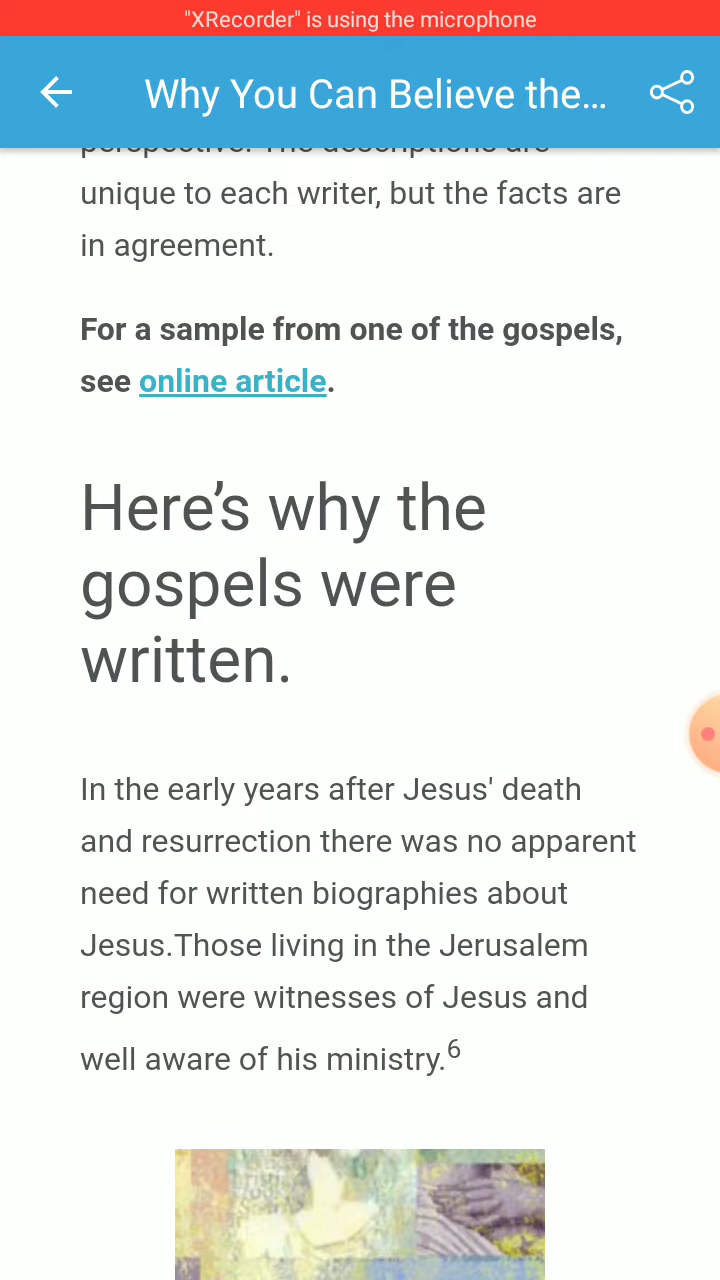 "XRecorder" is using the microphone
Why You Can Believe the...
unique to each writer, but the facts are
in agreement.
For a sample from one of the gospels,
see online article.
Here's why the
gospels were
written.
In the early years after Jesus' death
and resurrection there was no apparent
need for written biographies about
Jesus.Those living in the Jerusalem
region were witnesses of Jesus and
well aware of his ministry.6